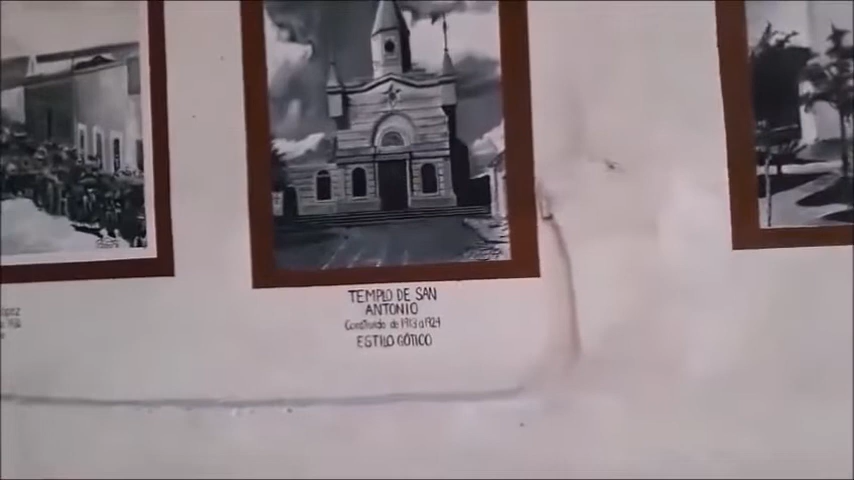 TEMPLO DE SAN
ANTONIO
Construido de 1913 a 1924
ESTILO GÓTICO